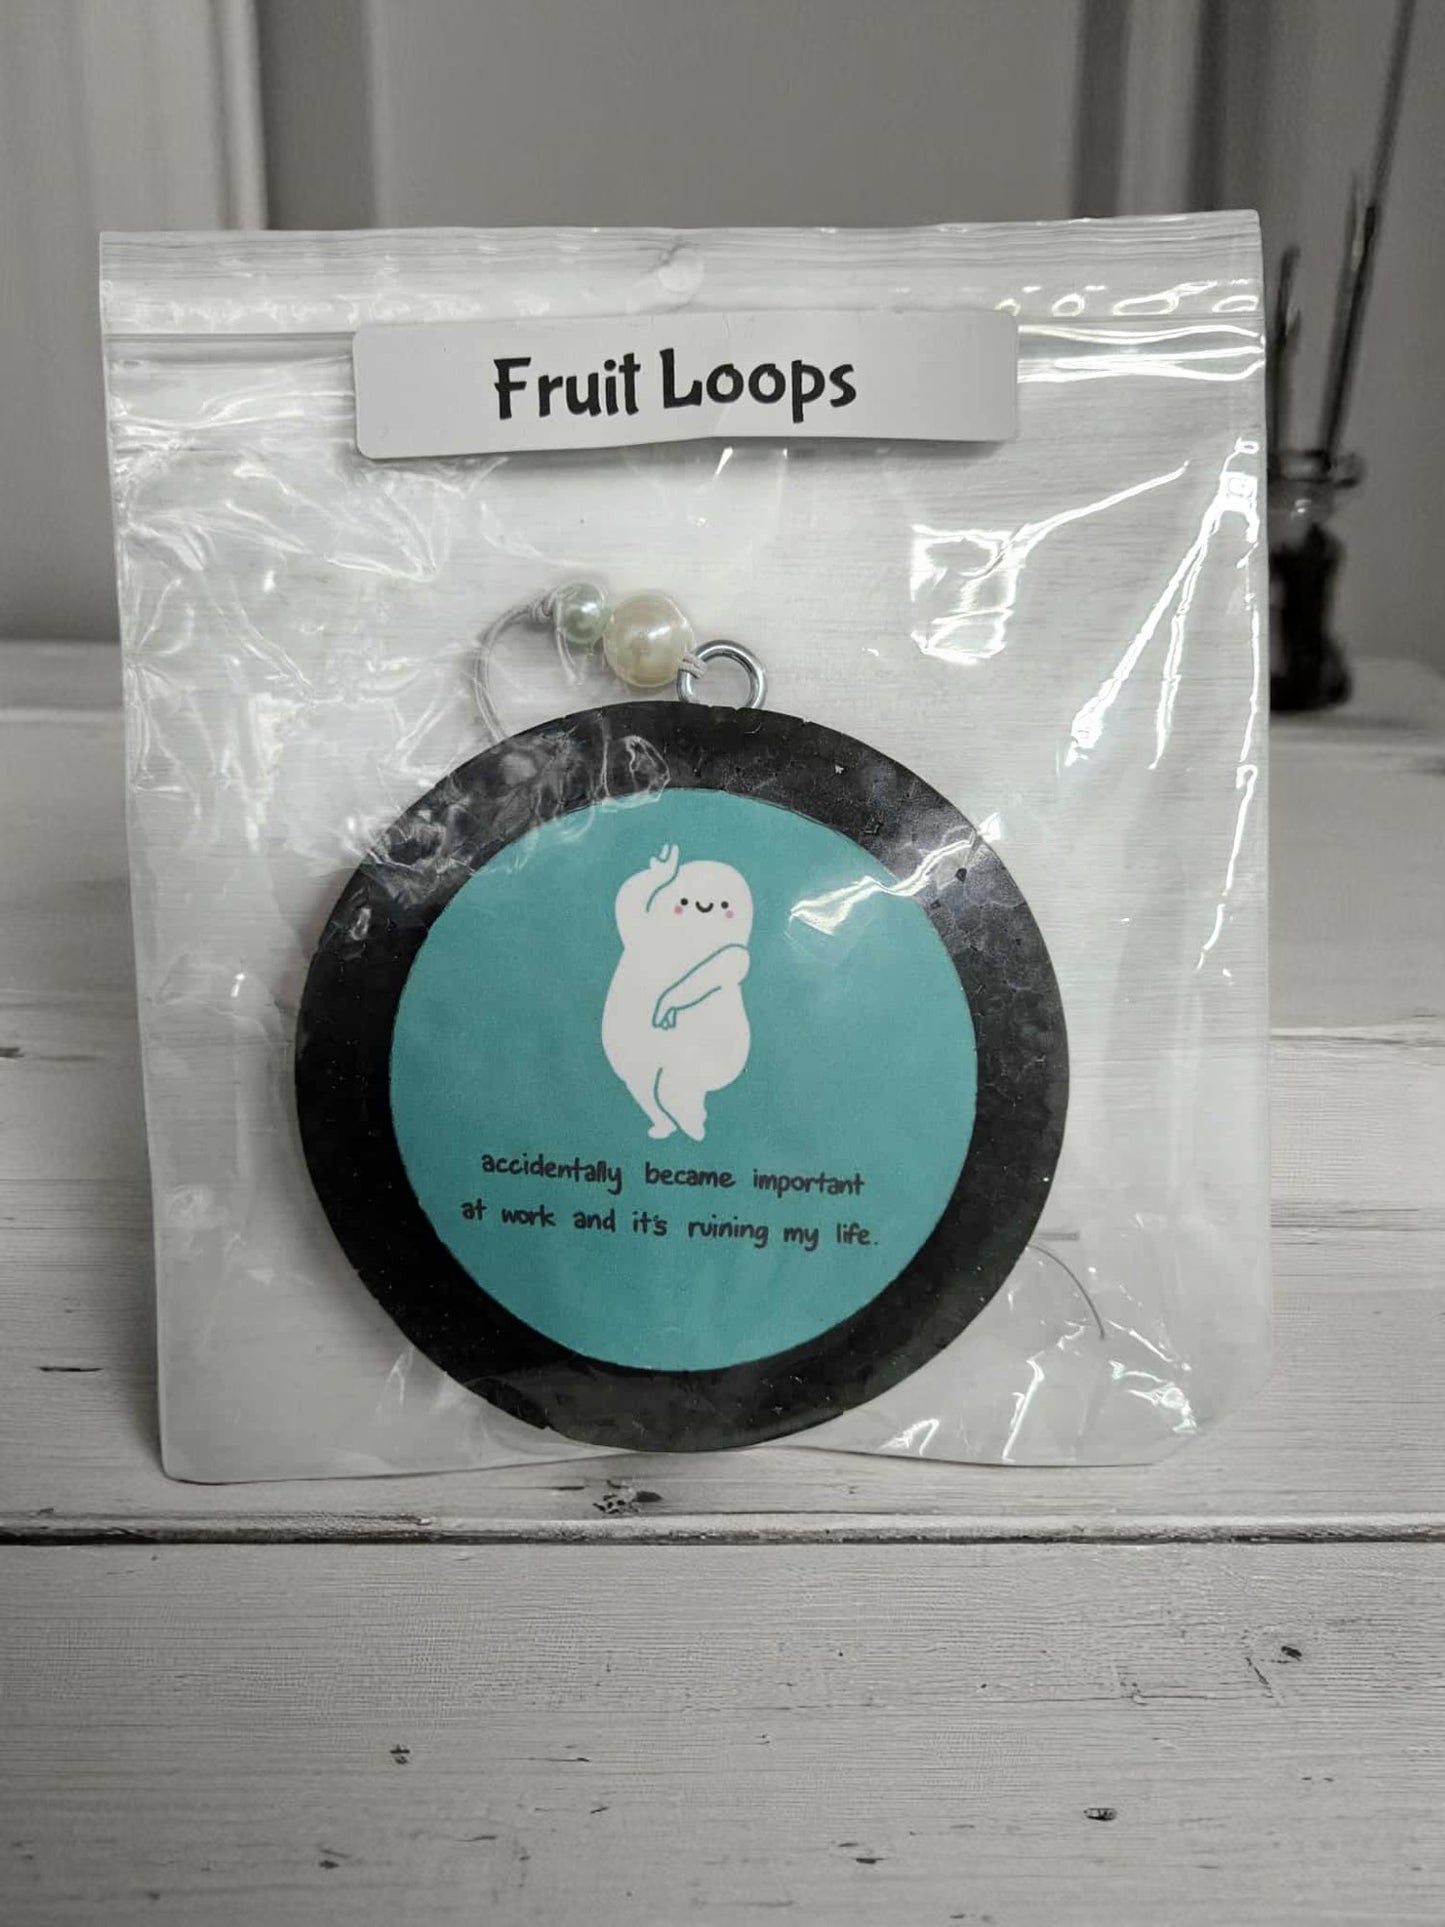 Fruit Loops
accidentally became important
at work and it's ruining my life.